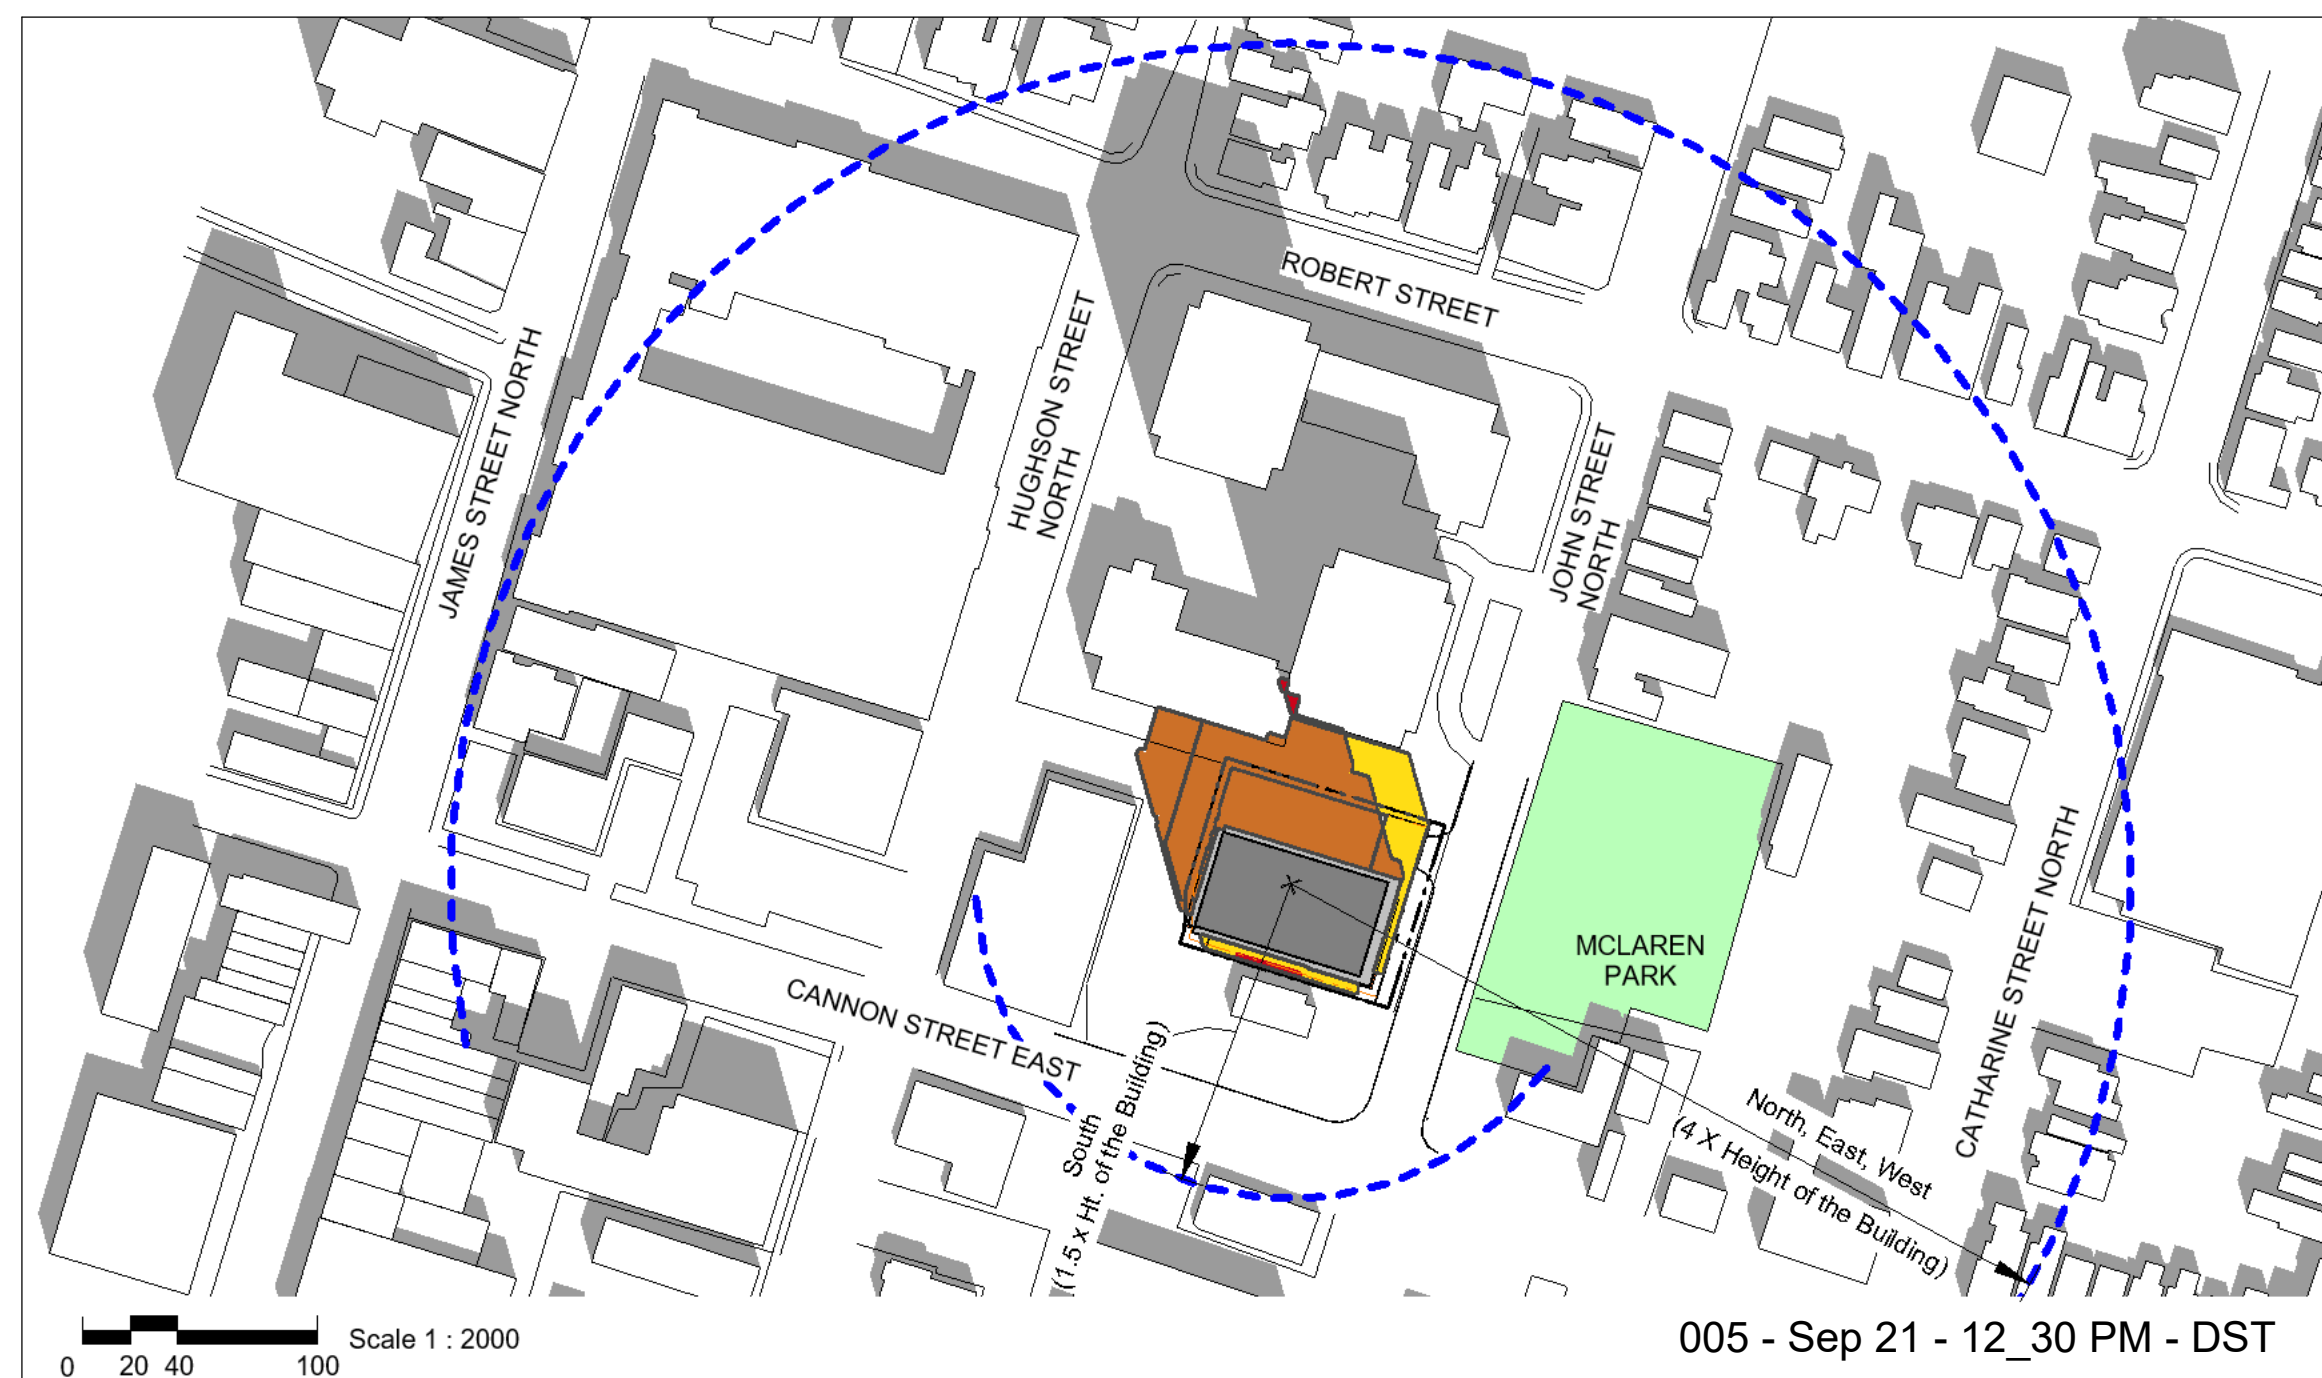 ROBERT STREET
HUGHSON STREET
NORTH
JAMES STREET NORTH
JOHN STREET
NORTH
MCLAREN
PARK
CATHARINE STREET NORTH
CANNON STREET EAST
South
(1.5 x Ht. of the Building)
North, East, West
(4 X Height of the Building)
0 20 40 100
Scale 1 : 2000
005 - Sep 21 - 12_30 PM - DST